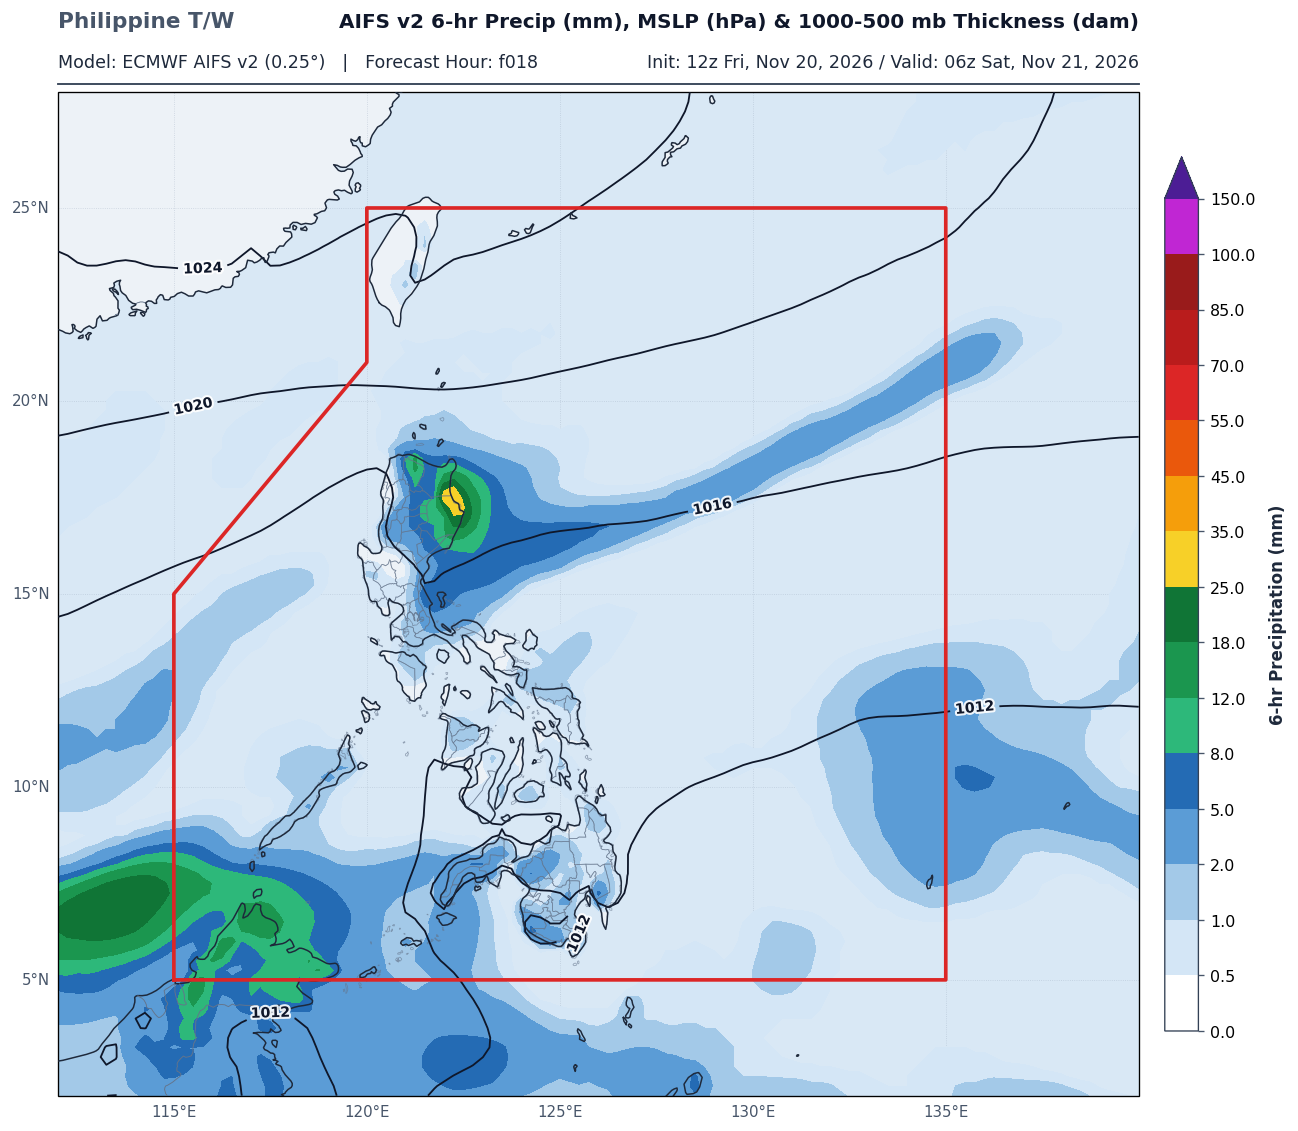 Philippine T/W
AIFS v2 6-hr Precip (mm), MSLP (hPa) & 1000-500 mb Thickness (dam)
Model: ECMWF AIFS v2 (0.25°) | Forecast Hour: f018
Init: 12z Fri, Nov 20, 2026 / Valid: 06z Sat, Nov 21, 2026
25°N
20°N
15°N
10°N
5°N
1024
1020
1016
1012
1012
1012
115°E
120°E
125°E
130°E
135°E
150.0
100.0
85.0
70.0
55.0
45.0
35.0
25.0
18.0
12.0
8.0
5.0
2.0
1.0
0.5
0.0
6-hr Precipitation (mm)